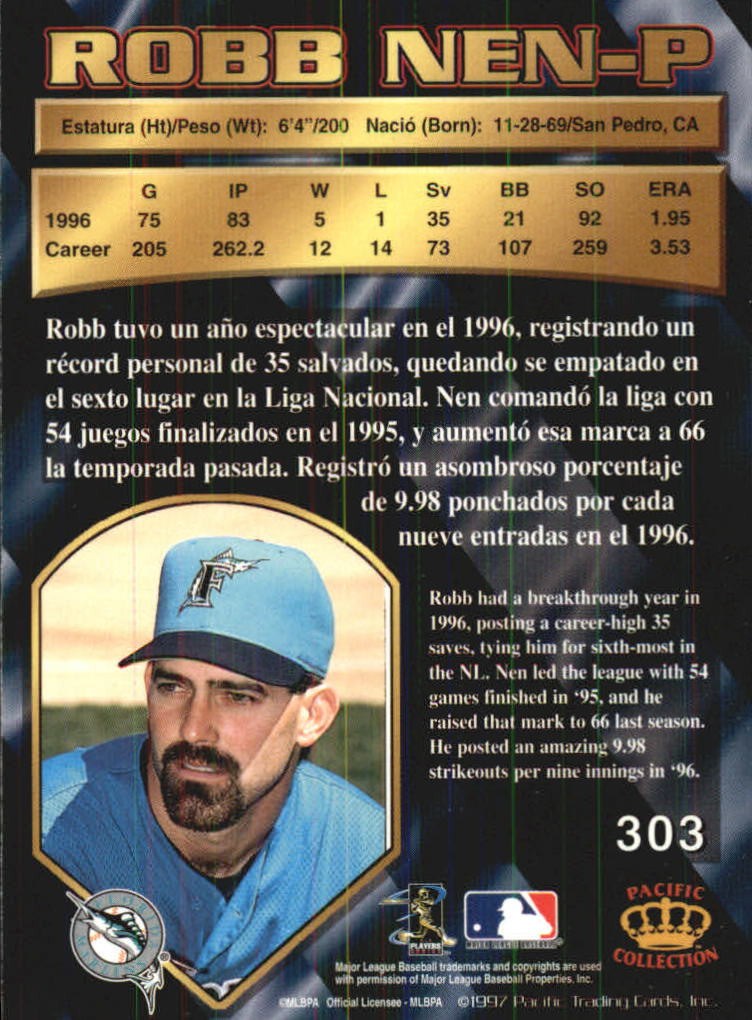 ROBB NEN-P
Estatura (Ht)/Peso (Wt): 6'4"/200 Nació (Born): 11-28-69/San Pedro, CA
G IP W L Sv BB SO ERA
1996 75 83 5 1 35 21 92 1.95
Career 205 262.2 12 14 73 107 259 3.53
Robb tuvo un año espectacular en el 1996, registrando un
récord personal de 35 salvados, quedando se empatado en
el sexto lugar en la Liga Nacional. Nen comandó la liga con
54 juegos finalizados en el 1995, y aumentó esa marca a 66
la temporada pasada. Registró un asombroso porcentaje
de 9.98 ponchados por cada
nueve entradas en el 1996.
F
Robb had a breakthrough year in
1996, posting a career-high 35
saves, tying him for sixth-most in
the NL. Nen led the league with 54
games finished in '95, and he
raised that mark to 66 last season.
He posted an amazing 9.98
strikeouts per nine innings in '96.
303
PLAYERS
CHOICE
MAJOR LEAGUE BASEBALL
PACIFIC
COLLECTION
FLORIDA
MARLINS
Major League Baseball trademarks and copyrights are used
with permission of Major League Baseball Properties, Inc.
©MLBPA Official Licensee - MLBPA ©1997 Pacific Trading Cards, Inc.